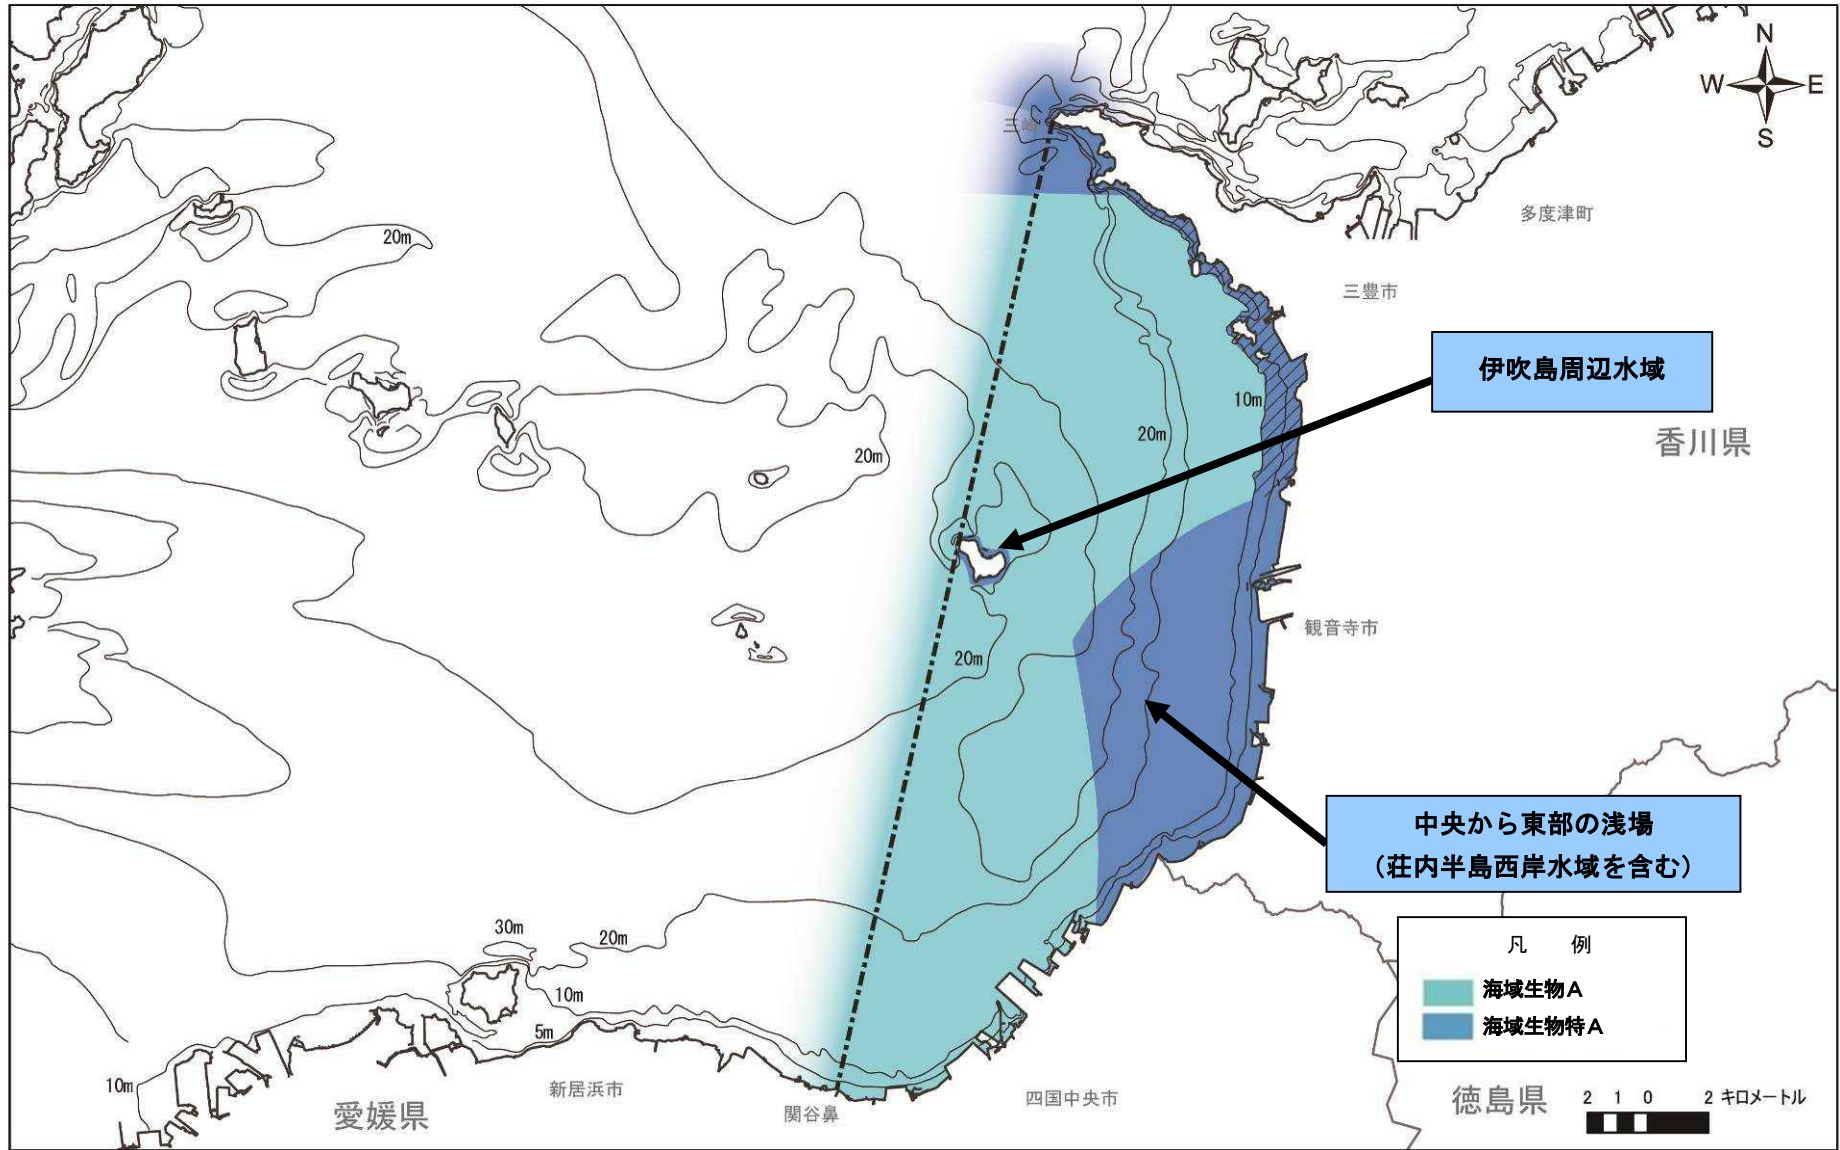 N
W
E
S
三崎
多度津町
20m
三豊市
伊吹島周辺水域
10m
20m
香川県
20m
観音寺市
20m
中央から東部の浅場
（荘内半島西岸水域を含む）
30m
20m
凡 例
海域生物A
海域生物特A
10m
5m
10m
新居浜市
関谷鼻
四国中央市
愛媛県
徳島県
2 1 0 2 キロメートル